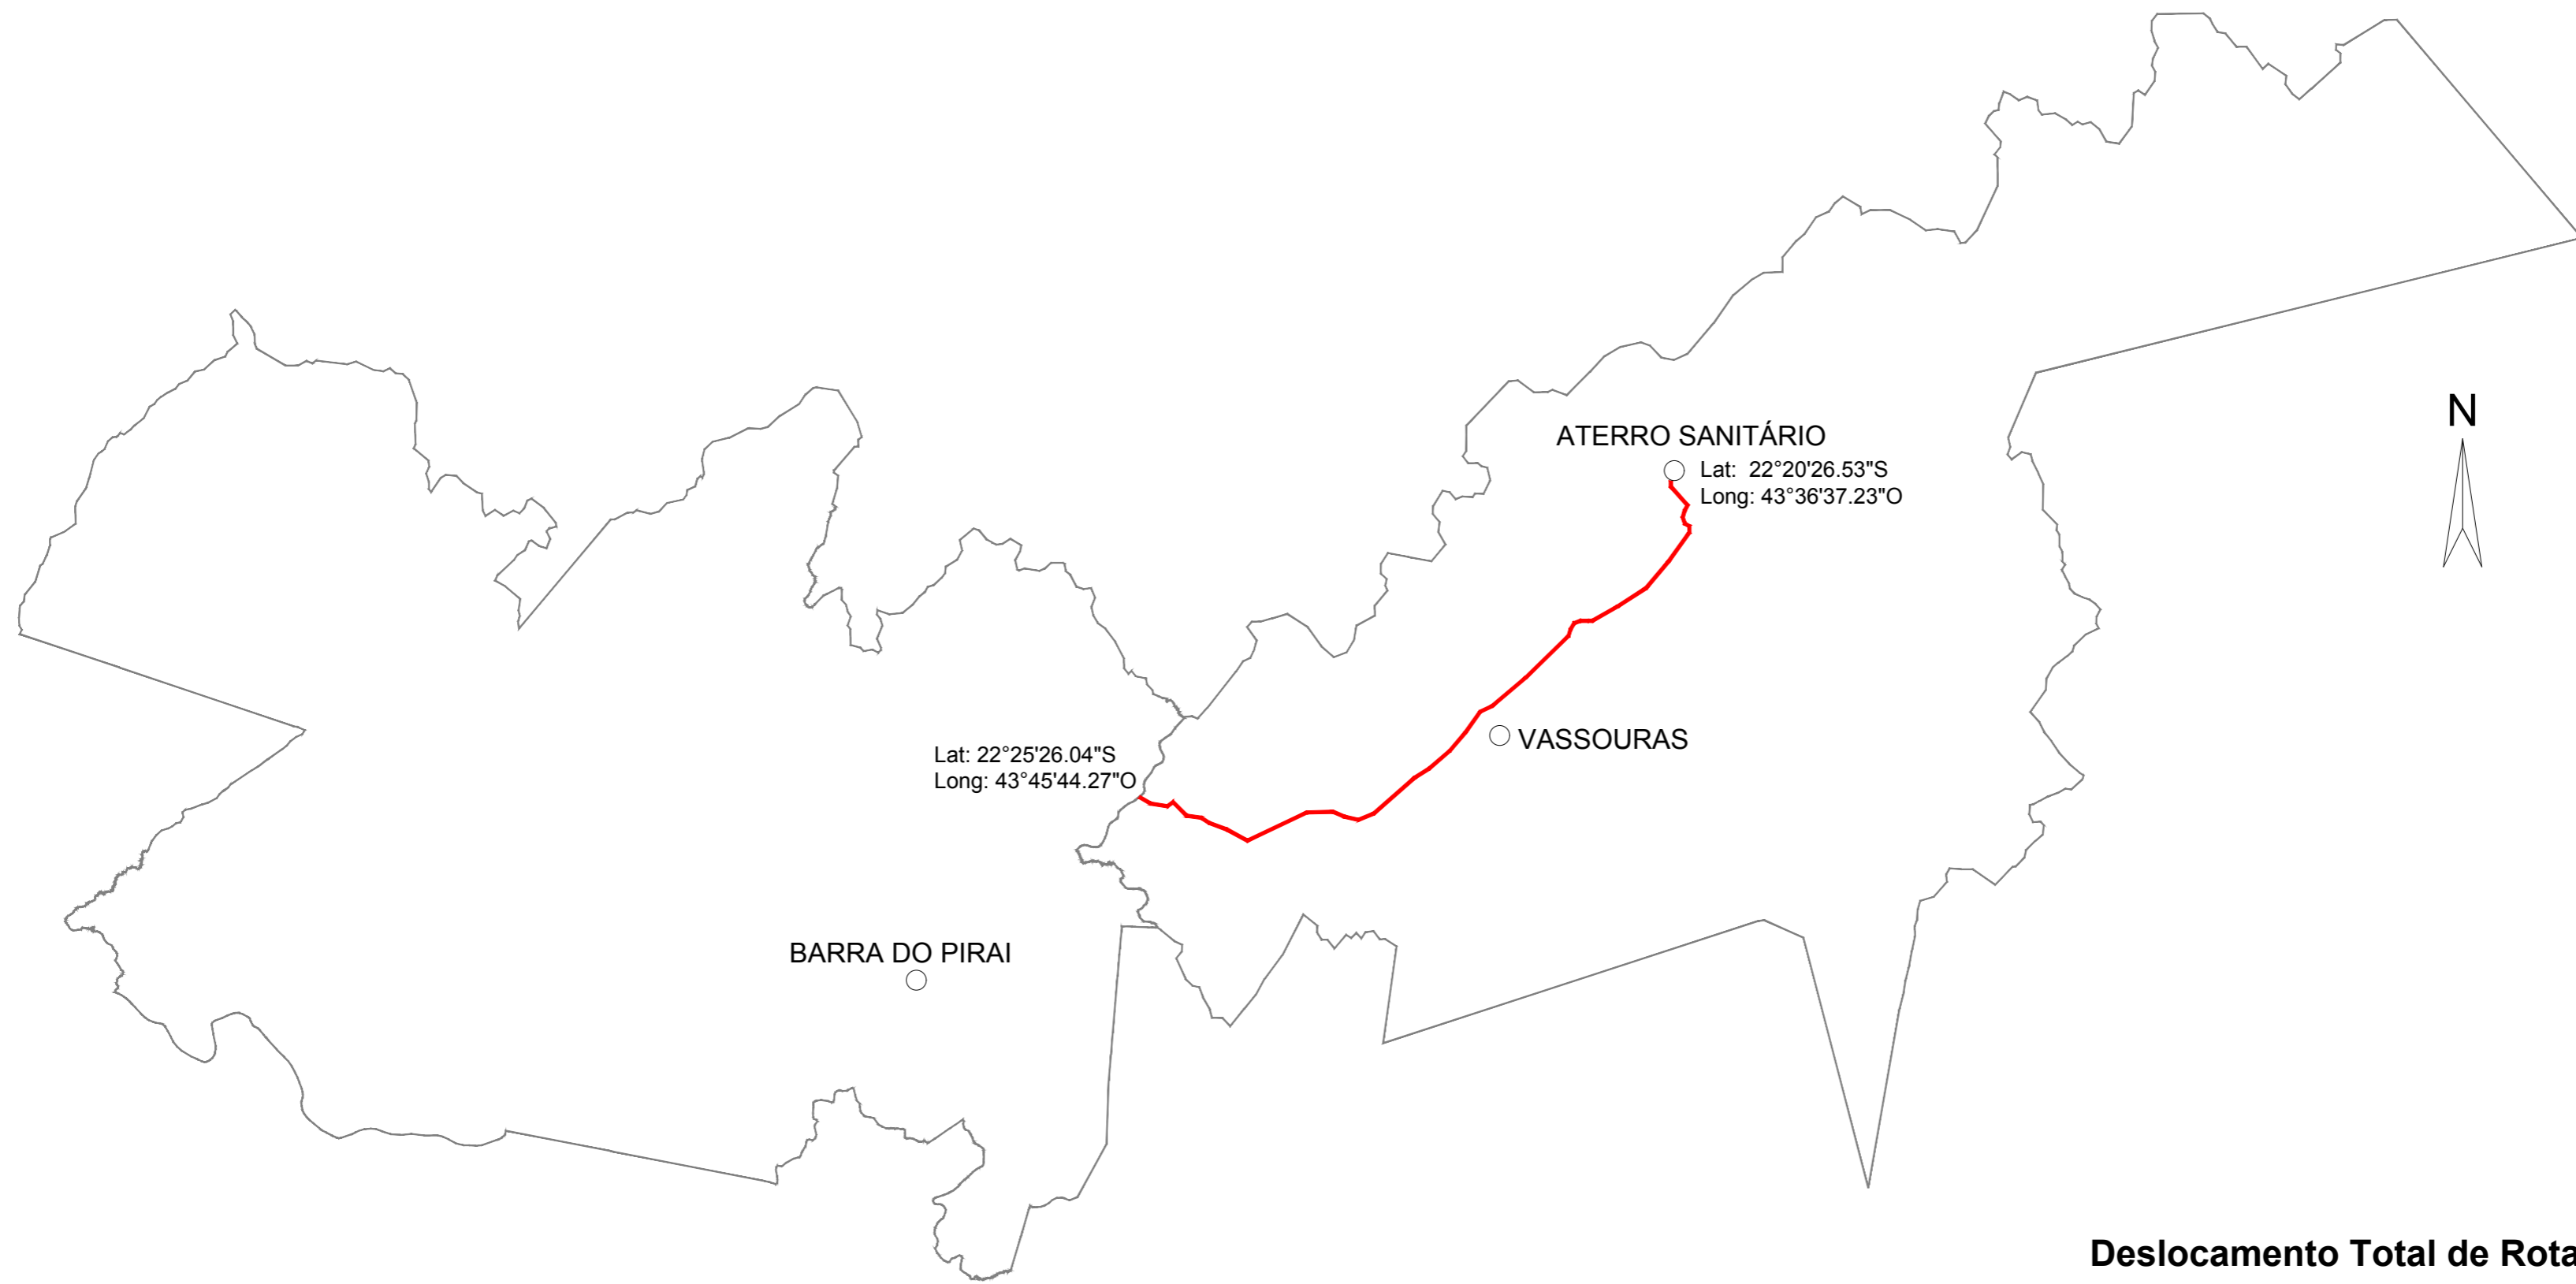 N
ATERRO SANITÁRIO
Lat:  22°20'26.53"S
Long: 43°36'37.23"O
VASSOURAS
Lat: 22°25'26.04"S
Long: 43°45'44.27"O
BARRA DO PIRAI
Deslocamento Total de Rota